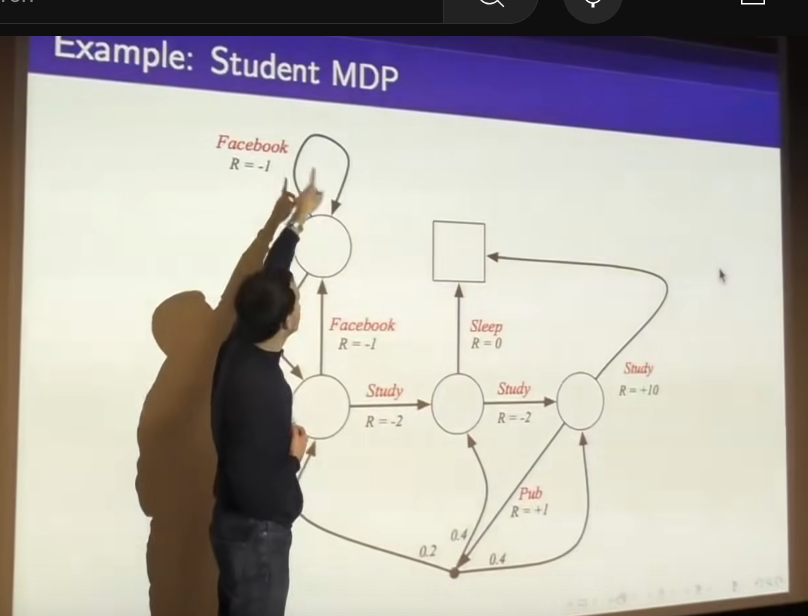 Example: Student MDP
Facebook
R = -1
Facebook
R = -1
Sleep
R = 0
Study
R = +10
Study
R = -2
Study
R = -2
Pub
R = +1
0.4
0.2
0.4